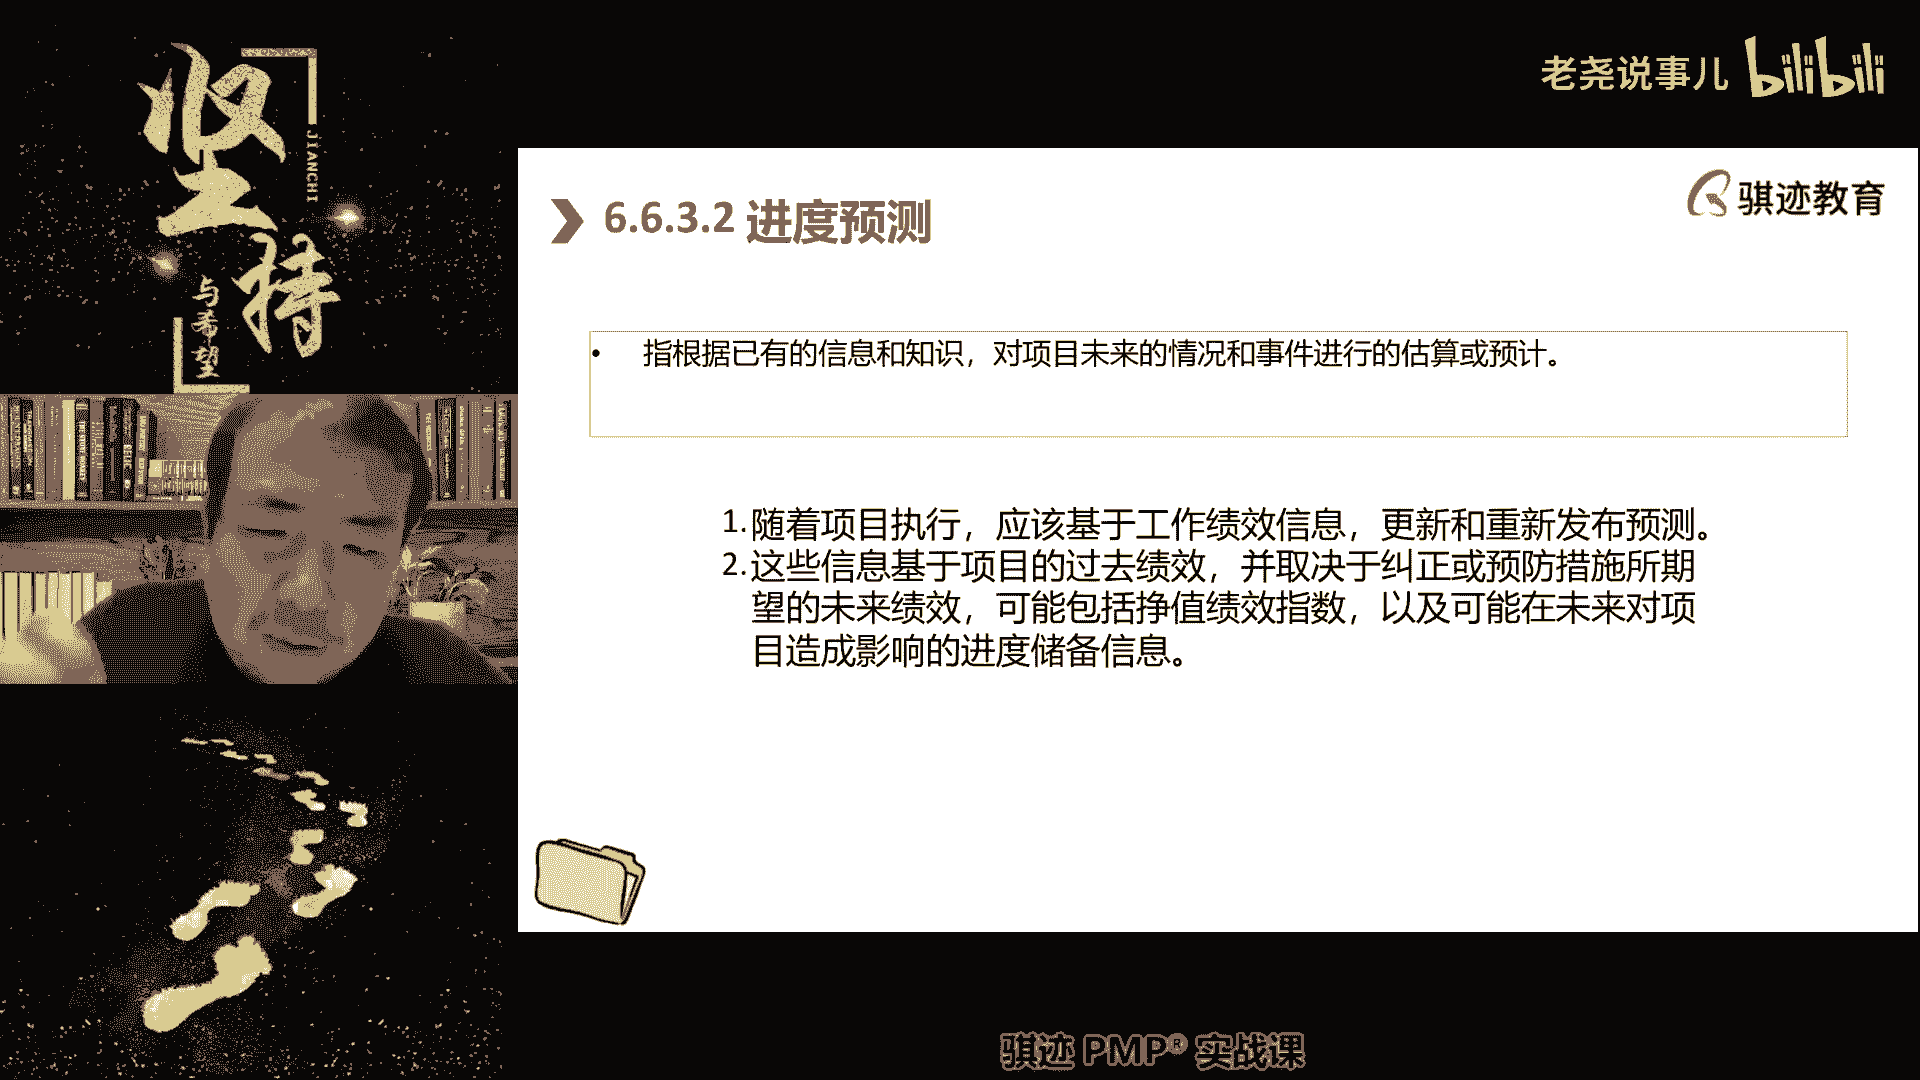 坚
持
JIANCHI
与希望
老尧说事儿 bilibili
骐迹教育
6.6.3.2 进度预测
• 指根据已有的信息和知识，对项目未来的情况和事件进行的估算或预计。
1.随着项目执行，应该基于工作绩效信息，更新和重新发布预测。
2.这些信息基于项目的过去绩效，并取决于纠正或预防措施所期
望的未来绩效，可能包括挣值绩效指数，以及可能在未来对项
目造成影响的进度储备信息。
骐迹 PMP® 实战课